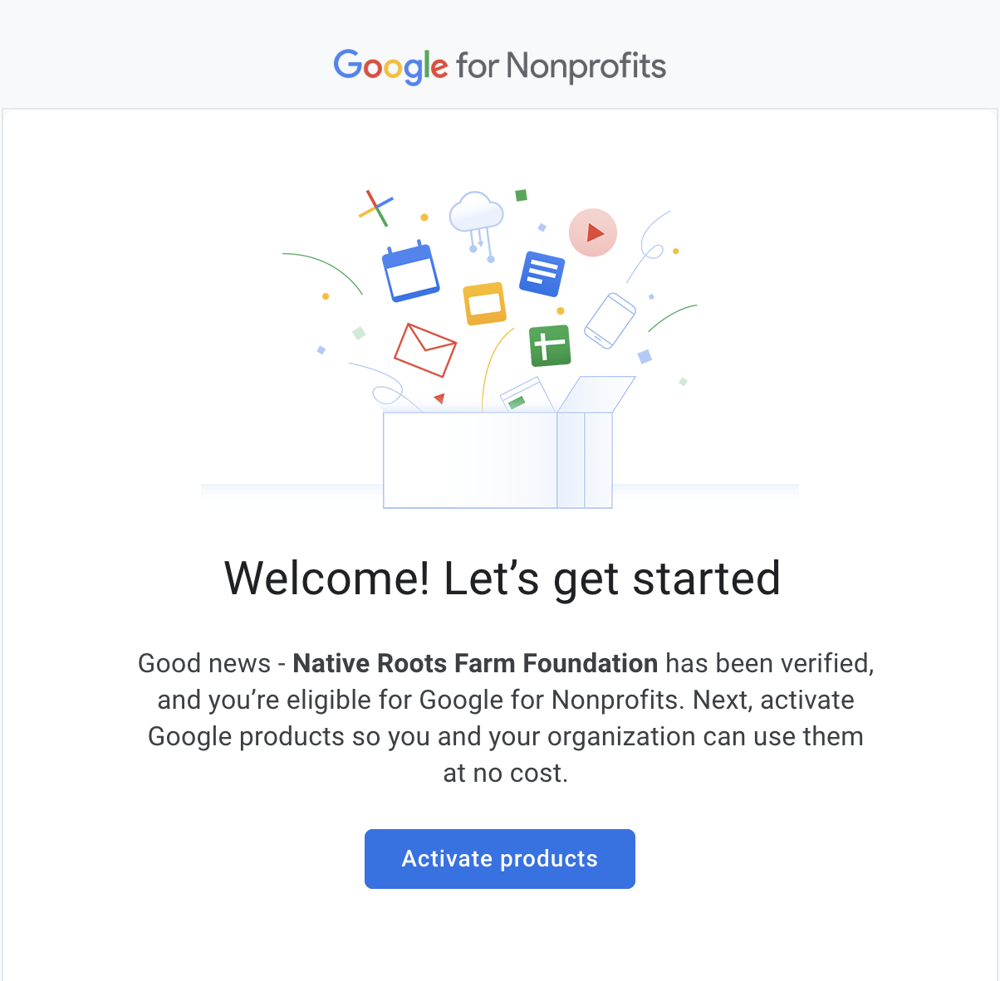 Google for Nonprofits
Welcome! Let’s get started
Good news - Native Roots Farm Foundation has been verified,
and you’re eligible for Google for Nonprofits. Next, activate
Google products so you and your organization can use them
at no cost.
Activate products